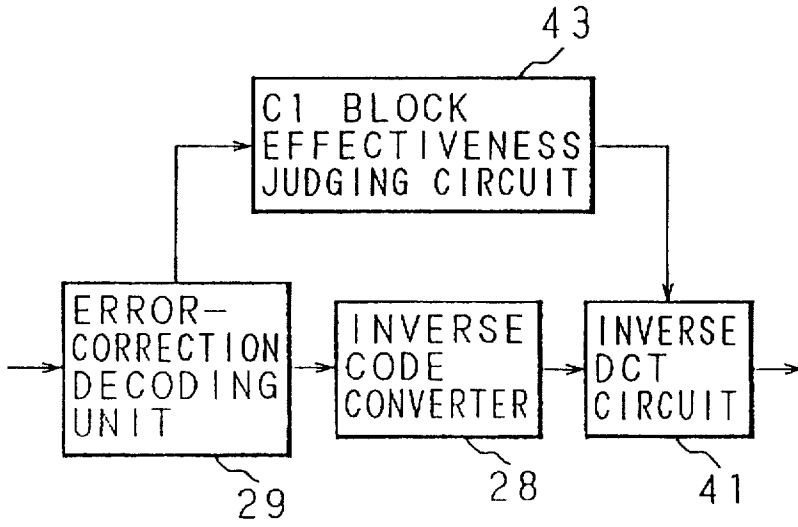 43
C1 BLOCK
EFFECTIVENESS
JUDGING CIRCUIT
ERROR-
CORRECTION
DECODING
UNIT
29
INVERSE
CODE
CONVERTER
28
INVERSE
DCT
CIRCUIT
41